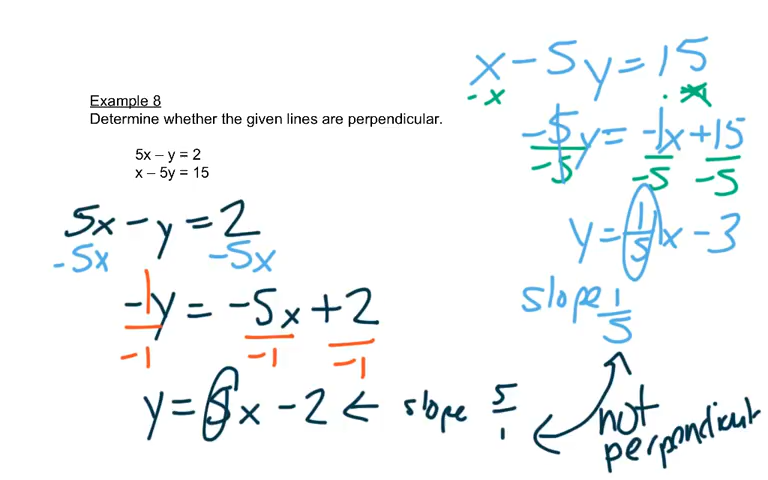 Example 8
Determine whether the given lines are perpendicular.
5x – y = 2
x – 5y = 15
5x - y = 2
-5x -5x
-1y = -5x + 2
-1 -1 -1
y = 5x - 2 ← slope 5/1
x - 5y = 15
-x -x
-5y = -1x + 15
-5 -5 -5
y = 1/5 x - 3
slope 1/5
not
perpendicular